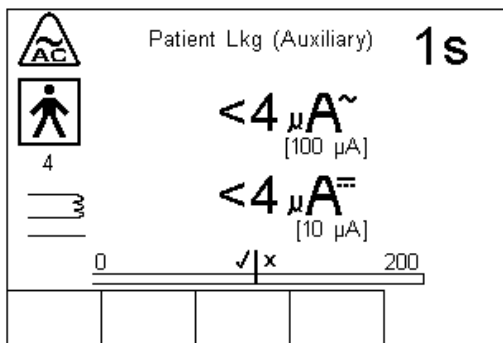 AC
Patient Lkg (Auxiliary)
1s
<4 μA~
[100 μA]
4
<4 μA⎓
[10 μA]
0 ✓ x 200